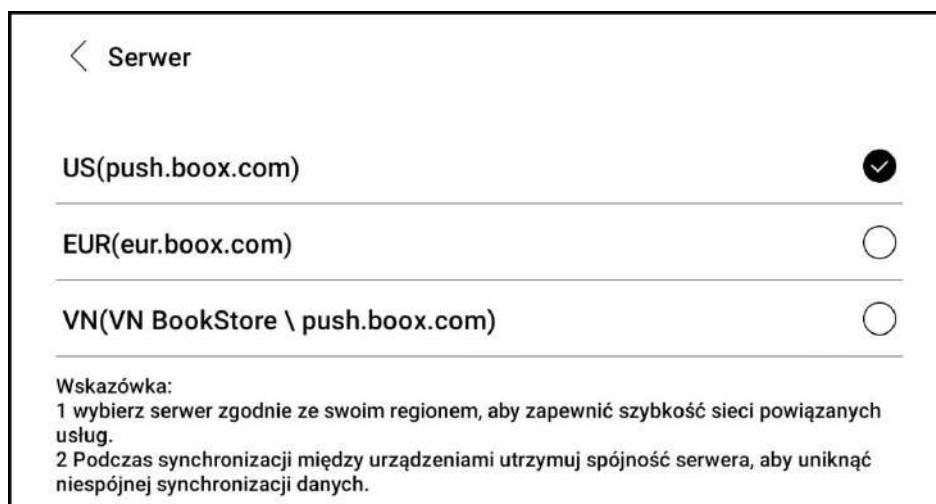 Serwer
US(push.boox.com)
EUR(eur.boox.com)
VN(VN BookStore \ push.boox.com)
Wskazówka:
1 wybierz serwer zgodnie ze swoim regionem, aby zapewnić szybkość sieci powiązanych
usług.
2 Podczas synchronizacji między urządzeniami utrzymuj spójność serwera, aby uniknąć
niespójnej synchronizacji danych.